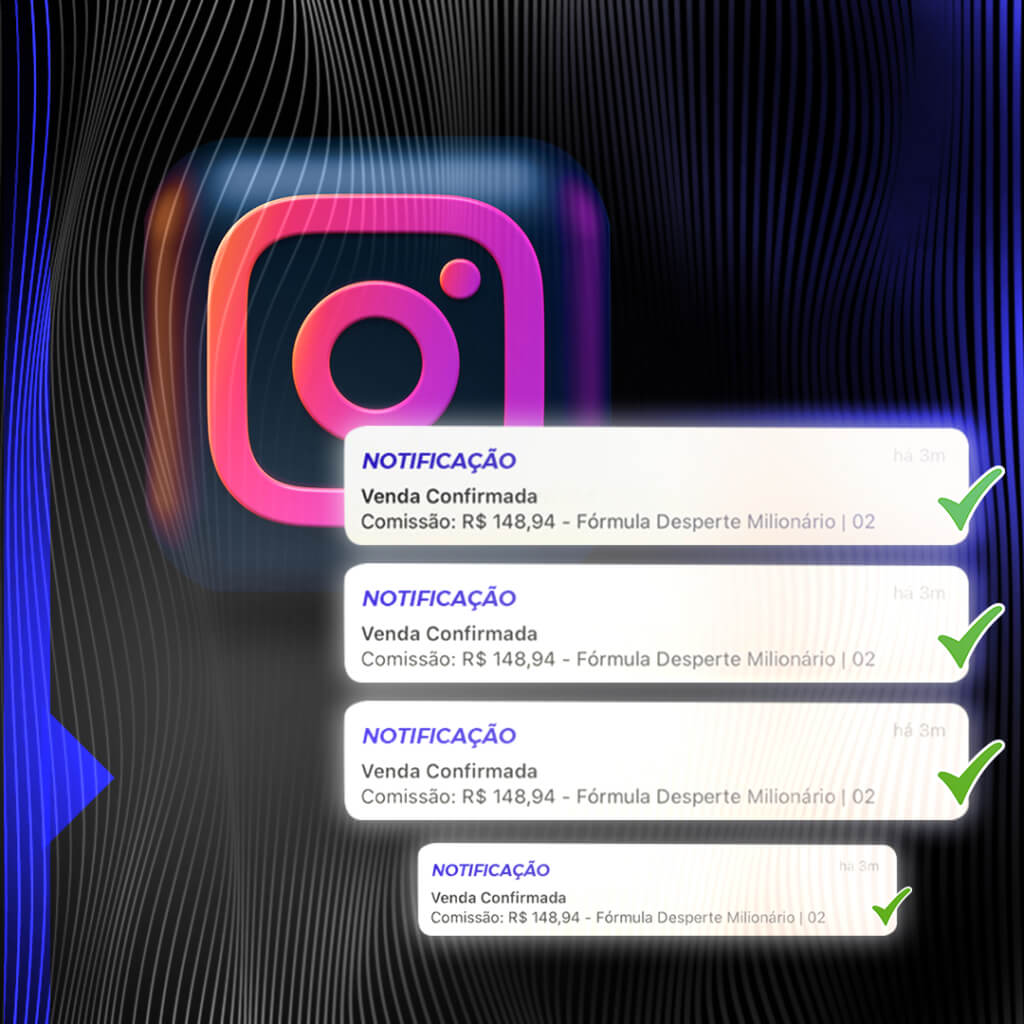 NOTIFICAÇÃO
há 3m
Venda Confirmada
Comissão: R$ 148,94 - Fórmula Desperte Milionário | 02
NOTIFICAÇÃO
há 3m
Venda Confirmada
Comissão: R$ 148,94 - Fórmula Desperte Milionário | 02
NOTIFICAÇÃO
há 3m
Venda Confirmada
Comissão: R$ 148,94 - Fórmula Desperte Milionário | 02
NOTIFICAÇÃO
há 3m
Venda Confirmada
Comissão: R$ 148,94 - Fórmula Desperte Milionário | 02